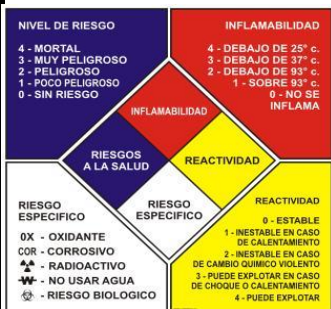 NIVEL DE RIESGO
4 - MORTAL
3 - MUY PELIGROSO
2 - PELIGROSO
1 - POCO PELIGROSO
0 - SIN RIESGO
INFLAMABILIDAD
4 - DEBAJO DE 25° c.
3 - DEBAJO DE 37° c.
2 - DEBAJO DE 93° c.
1 - SOBRE 93° c.
0 - NO SE
INFLAMA
INFLAMABILIDAD
RIESGOS
A LA SALUD
REACTIVIDAD
RIESGO
ESPECIFICO
RIESGO
ESPECIFICO
OX - OXIDANTE
COR - CORROSIVO
- RADIOACTIVO
W - NO USAR AGUA
- RIESGO BIOLOGICO
REACTIVIDAD
0 - ESTABLE
1 - INESTABLE EN CASO
DE CALENTAMIENTO
2 - INESTABLE EN CASO
DE CAMBIO QUIMICO VIOLENTO
3 - PUEDE EXPLOTAR EN CASO
DE CHOQUE O CALENTAMIENTO
4 - PUEDE EXPLOTAR